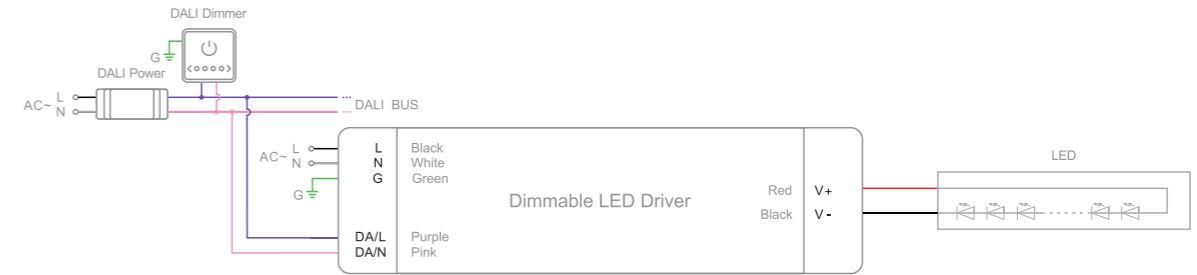 DALI Dimmer
G
DALI Power
AC~ L
N
... DALI BUS
...
AC~ L
N
G
L Black
N White
G Green
DA/L Purple
DA/N Pink
Dimmable LED Driver
Red V+
Black V-
LED